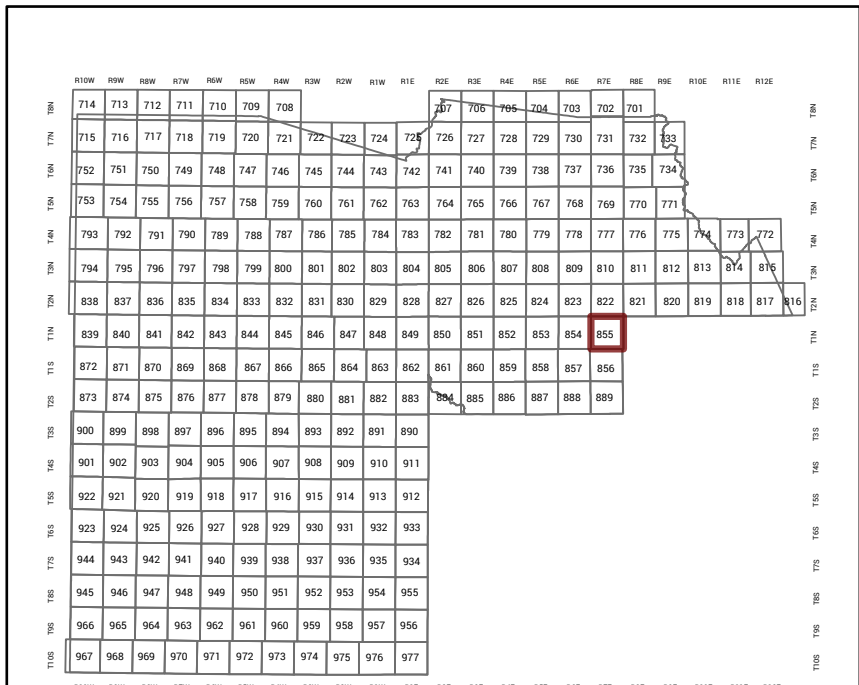 R10W R9W R8W R7W R6W R5W R4W R3W R2W R1W R1E R2E R3E R4E R5E R6E R7E R8E R9E R10E R11E R12E
T8N 714 713 712 711 710 709 708 707 706 705 704 703 702 701 T8N
T7N 715 716 717 718 719 720 721 722 723 724 725 726 727 728 729 730 731 732 733 T7N
T6N 752 751 750 749 748 747 746 745 744 743 742 741 740 739 738 737 736 735 734 T6N
T5N 753 754 755 756 757 758 759 760 761 762 763 764 765 766 767 768 769 770 771 T5N
T4N 793 792 791 790 789 788 787 786 785 784 783 782 781 780 779 778 777 776 775 774 773 772 T4N
T3N 794 795 796 797 798 799 800 801 802 803 804 805 806 807 808 809 810 811 812 813 814 815 T3N
T2N 838 837 836 835 834 833 832 831 830 829 828 827 826 825 824 823 822 821 820 819 818 817 816 T2N
T1N 839 840 841 842 843 844 845 846 847 848 849 850 851 852 853 854 855 T1N
T1S 872 871 870 869 868 867 866 865 864 863 862 861 860 859 858 857 856 T1S
T2S 873 874 875 876 877 878 879 880 881 882 883 884 885 886 887 888 889 T2S
T3S 900 899 898 897 896 895 894 893 892 891 890 T3S
T4S 901 902 903 904 905 906 907 908 909 910 911 T4S
T5S 922 921 920 919 918 917 916 915 914 913 912 T5S
T6S 923 924 925 926 927 928 929 930 931 932 933 T6S
T7S 944 943 942 941 940 939 938 937 936 935 934 T7S
T8S 945 946 947 948 949 950 951 952 953 954 955 T8S
T9S 966 965 964 963 962 961 960 959 958 957 956 T9S
T10S 967 968 969 970 971 972 973 974 975 976 977 T10S